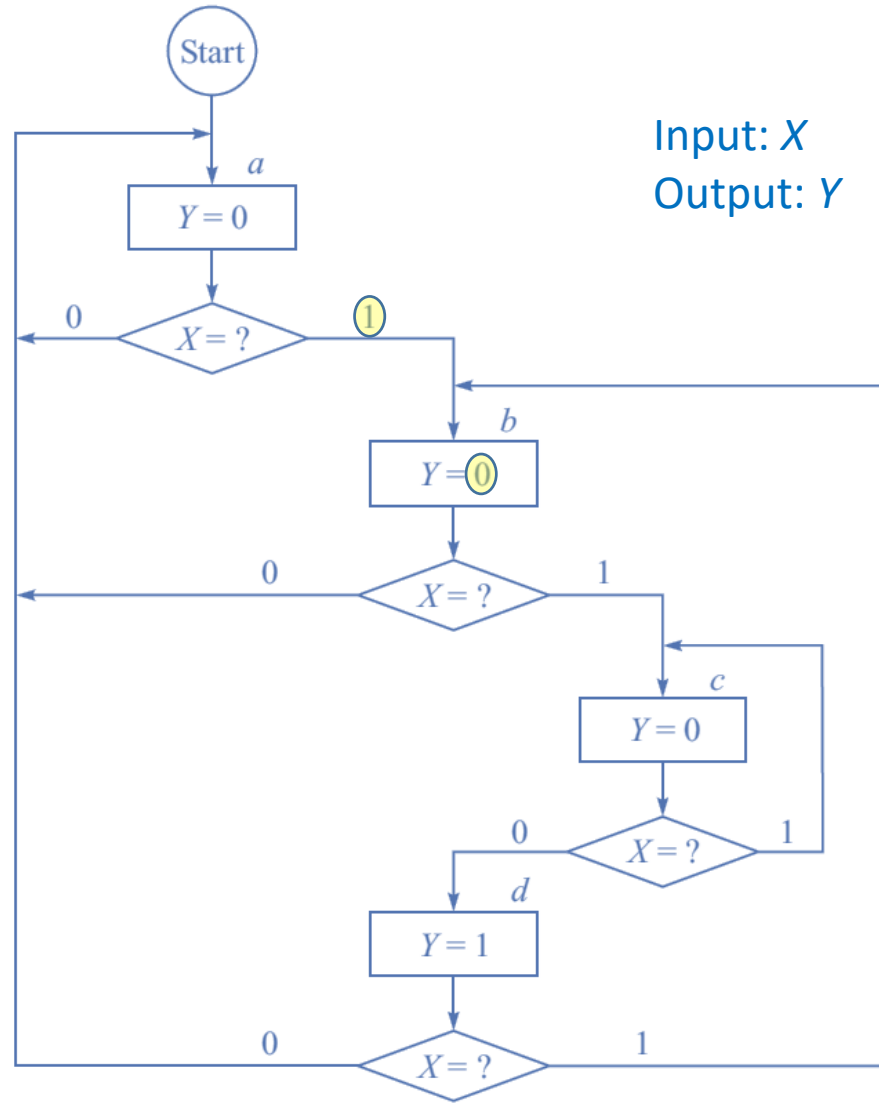 Start
Input: X
Output: Y
a
Y = 0
0
X = ?
1
b
Y = 0
0
X = ?
1
c
Y = 0
0
X = ?
1
d
Y = 1
0
X = ?
1